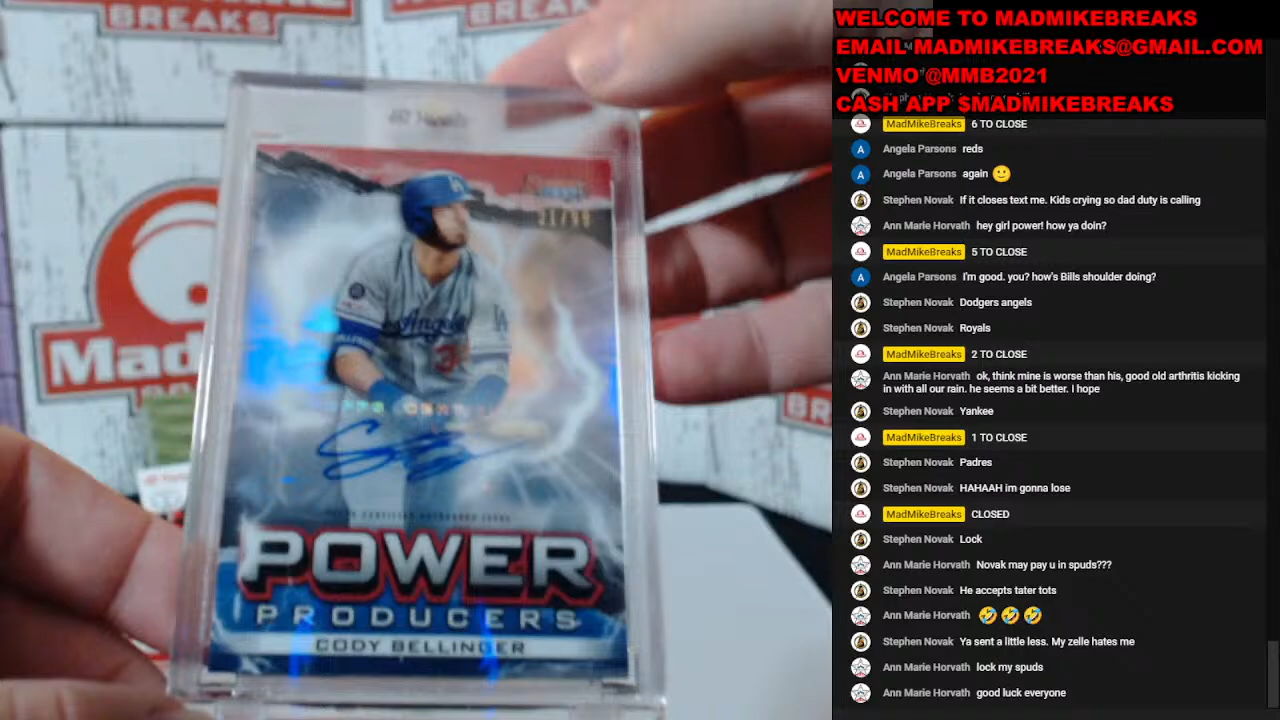 WELCOME TO MADMIKEBREAKS
EMAIL MADMIKEBREAKS@GMAIL.COM
VENMO @MMB2021
CASH APP $MADMIKEBREAKS
MadMikeBreaks 6 TO CLOSE
Angela Parsons reds
Angela Parsons again 🙂
Stephen Novak If it closes text me. Kids crying so dad duty is calling
Ann Marie Horvath hey girl power! how ya doin?
MadMikeBreaks 5 TO CLOSE
Angela Parsons I'm good. you? how's Bills shoulder doing?
Stephen Novak Dodgers angels
Stephen Novak Royals
MadMikeBreaks 2 TO CLOSE
Ann Marie Horvath ok, think mine is worse than his, good old arthritis kicking
in with all our rain. he seems a bit better. I hope
Stephen Novak Yankee
MadMikeBreaks 1 TO CLOSE
Stephen Novak Padres
Stephen Novak HAHAAH im gonna lose
MadMikeBreaks CLOSED
Stephen Novak Lock
Ann Marie Horvath Novak may pay u in spuds???
Stephen Novak He accepts tater tots
Ann Marie Horvath 🤣 🤣 🤣
Stephen Novak Ya sent a little less. My zelle hates me
Ann Marie Horvath lock my spuds
Ann Marie Horvath good luck everyone
BREAKS
BREAKS
Mad
Los Angeles
35
POWER
PRODUCERS
CODY BELLINGER